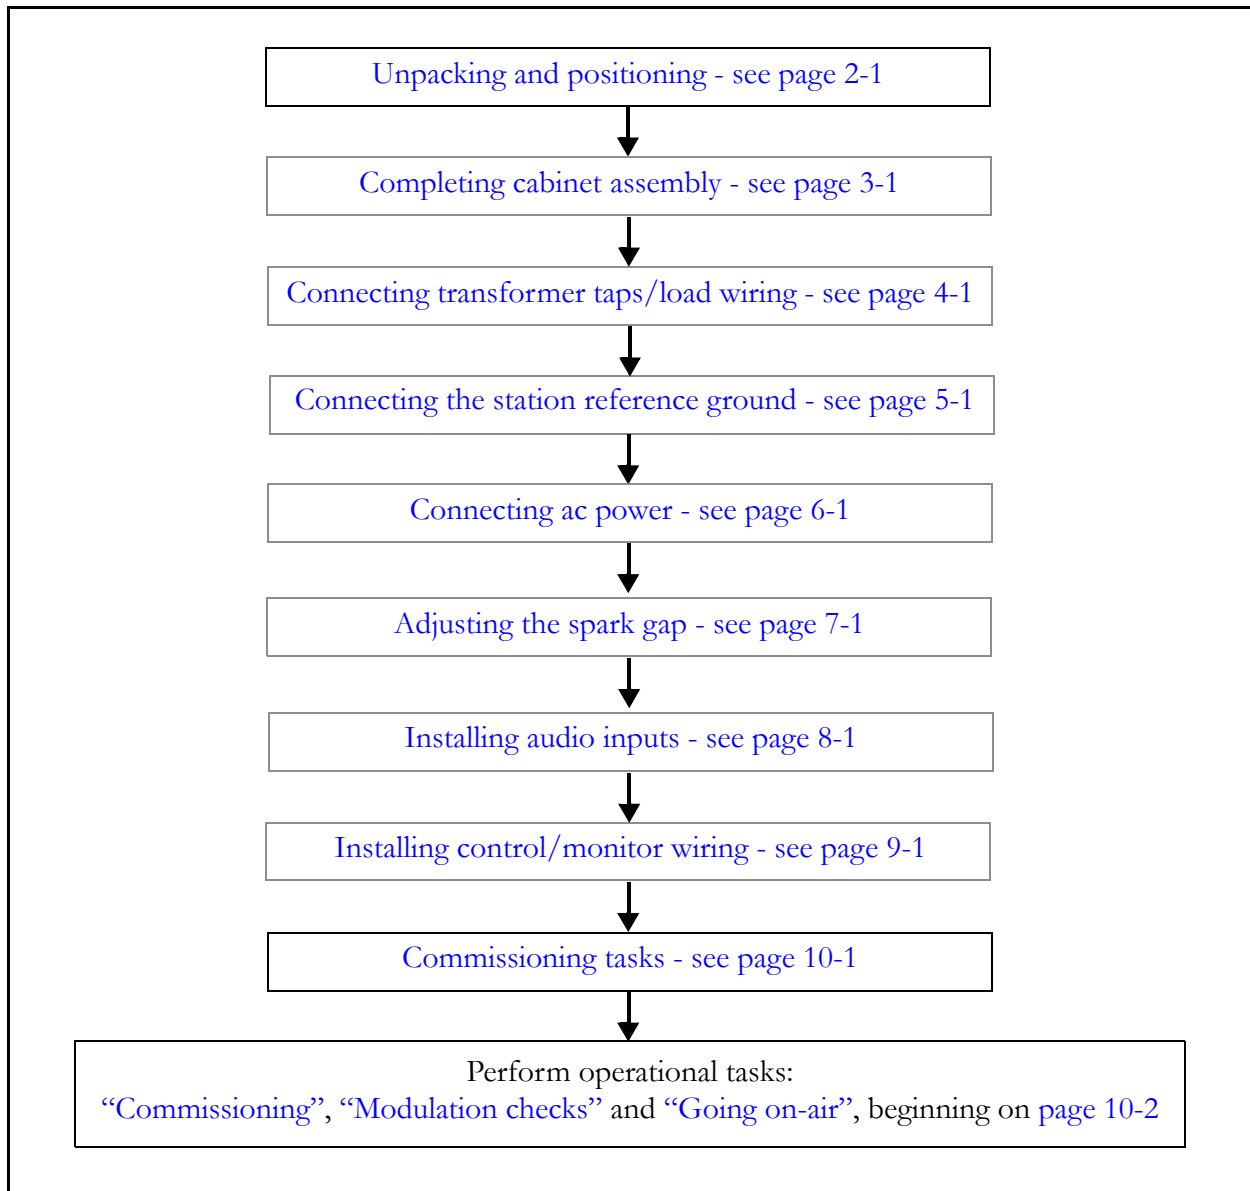 Unpacking and positioning - see page 2-1
Completing cabinet assembly - see page 3-1
Connecting transformer taps/load wiring - see page 4-1
Connecting the station reference ground - see page 5-1
Connecting ac power - see page 6-1
Adjusting the spark gap - see page 7-1
Installing audio inputs - see page 8-1
Installing control/monitor wiring - see page 9-1
Commissioning tasks - see page 10-1
Perform operational tasks:
“Commissioning”, “Modulation checks” and “Going on-air”, beginning on page 10-2